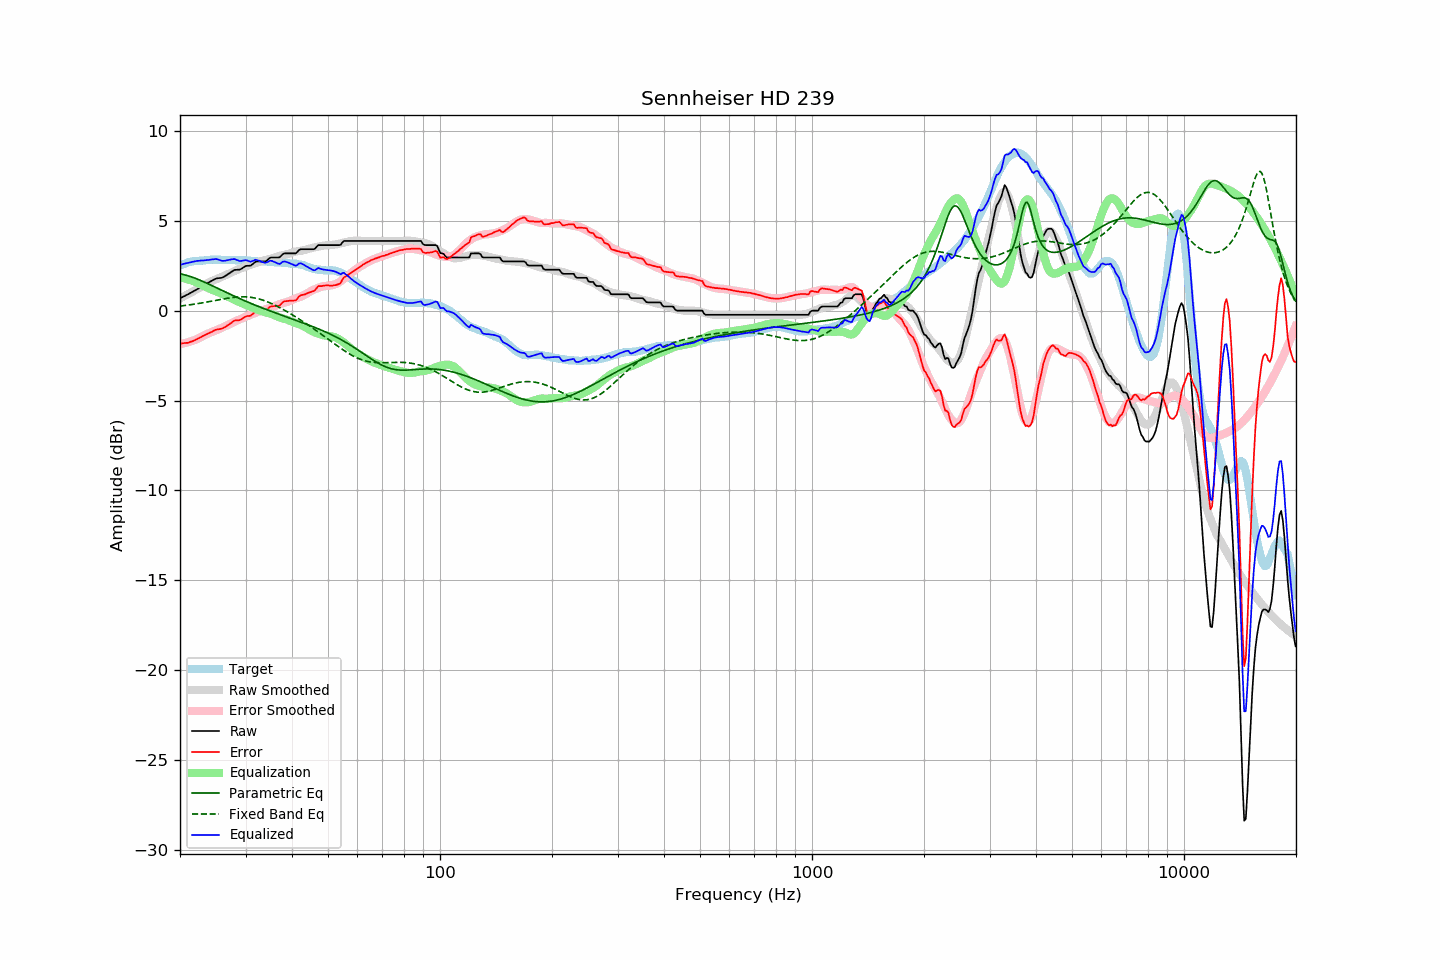 Sennheiser HD 239
Amplitude (dBr)
10
5
0
−5
−10
−15
−20
−25
−30
Target
Raw Smoothed
Error Smoothed
Raw
Error
Equalization
Parametric Eq
Fixed Band Eq
Equalized
100
1000
10000
Frequency (Hz)